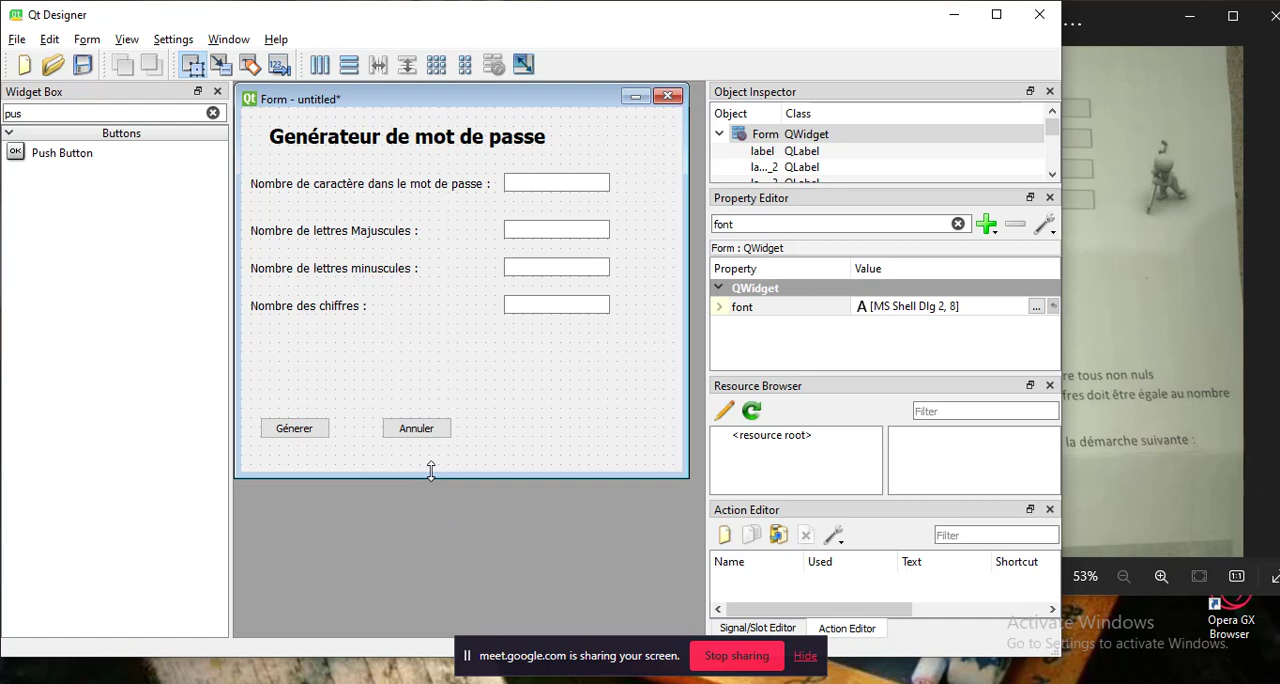 Qt Designer
File Edit Form View Settings Window Help
Widget Box
pus
Buttons
OK Push Button
Qt Form - untitled*
Genérateur de mot de passe
Nombre de caractère dans le mot de passe :
Nombre de lettres Majuscules :
Nombre de lettres minuscules :
Nombre des chiffres :
Génerer Annuler
Object Inspector
Object Class
Form QWidget
label QLabel
la..._2 QLabel
Property Editor
font
Form : QWidget
Property Value
QWidget
font A [MS Shell Dlg 2, 8] ...
Resource Browser
Filter
<resource root>
Action Editor
Filter
Name Used Text Shortcut
Signal/Slot Editor Action Editor
...
re tous non nuls
fres doit être égale au nombre
la démarche suivante :
53% 1:1
Opera GX
Browser
Activate Windows
Go to Settings to activate Windows.
meet.google.com is sharing your screen. Stop sharing Hide